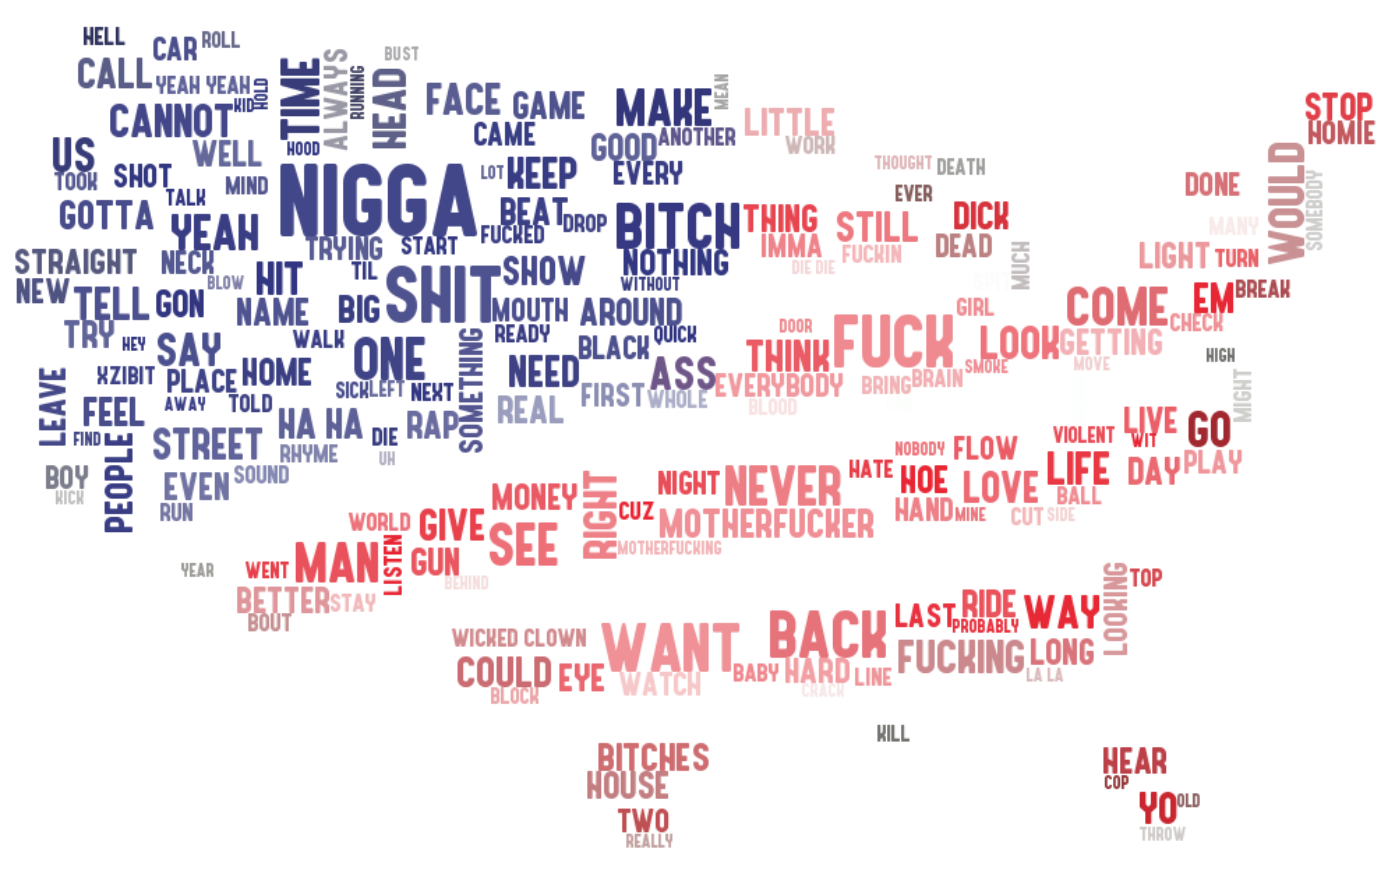 HELL
CAR
ROLL
CALL
YEAH YEAH
HOLD
KID
CANNOT
TIME
ALWAYS
RUNNING
HEAD
BUST
HOOD
FACE
GAME
CAME
MAKE
MEAN
GOOD
ANOTHER
LITTLE
WORK
STOP
HOMIE
US
TOOK
SHOT
WELL
MIND
TALK
NIGGA
LOT
KEEP
EVERY
THOUGHT
DEATH
EVER
DONE
WOULD
SOMEBODY
GOTTA
YEAH
BEAT
DROP
FUCKED
BITCH
THING
IMMA
STILL
FUCKIN
DICK
DEAD
MUCH
MANY
LIGHT
TURN
STRAIGHT
NECK
TRYING
START
NOTHING
WITHOUT
DIE DIE
SHIT
NEW
TELL
GON
BLOW
HIT
TIL
SHIT
SHOW
NAME
BIG
MOUTH
AROUND
GIRL
COME
EM
BREAK
CHECK
TRY
HEY
SAY
WALK
ONE
SOMETHING
READY
QUICK
BLACK
DOOR
THINK
FUCK
LOOK
GETTING
SMOKE
MOVE
HIGH
MIGHT
LEAVE
XZIBIT
PLACE
HOME
SICK
LEFT
NEXT
NEED
FIRST
ASS
WHOLE
EVERYBODY
BLOOD
BRING
BRAIN
FEEL
AWAY
TOLD
FIND
PEOPLE
STREET
HA HA
RHYME
DIE
UH
RAP
REAL
LIVE
VIOLENT
WIT
GO
BOY
KICK
EVEN
SOUND
RUN
NOBODY
FLOW
HATE
HOE
LOVE
LIFE
DAY
PLAY
MONEY
RIGHT
NIGHT
NEVER
CUZ
MOTHERFUCKER
MOTHERFUCKING
HAND
MINE
CUT
SIDE
BALL
WORLD
GIVE
SEE
YEAR
WENT
MAN
LISTEN
GUN
BEHIND
BETTER
STAY
BOUT
LOOKING
TOP
WICKED CLOWN
WANT
BACK
LAST
RIDE
PROBABLY
WAY
COULD
EYE
BLOCK
WATCH
BABY
HARD
CRACK
LINE
FUCKING
LONG
LA LA
KILL
BITCHES
HOUSE
TWO
REALLY
HEAR
COP
YO
OLD
THROW